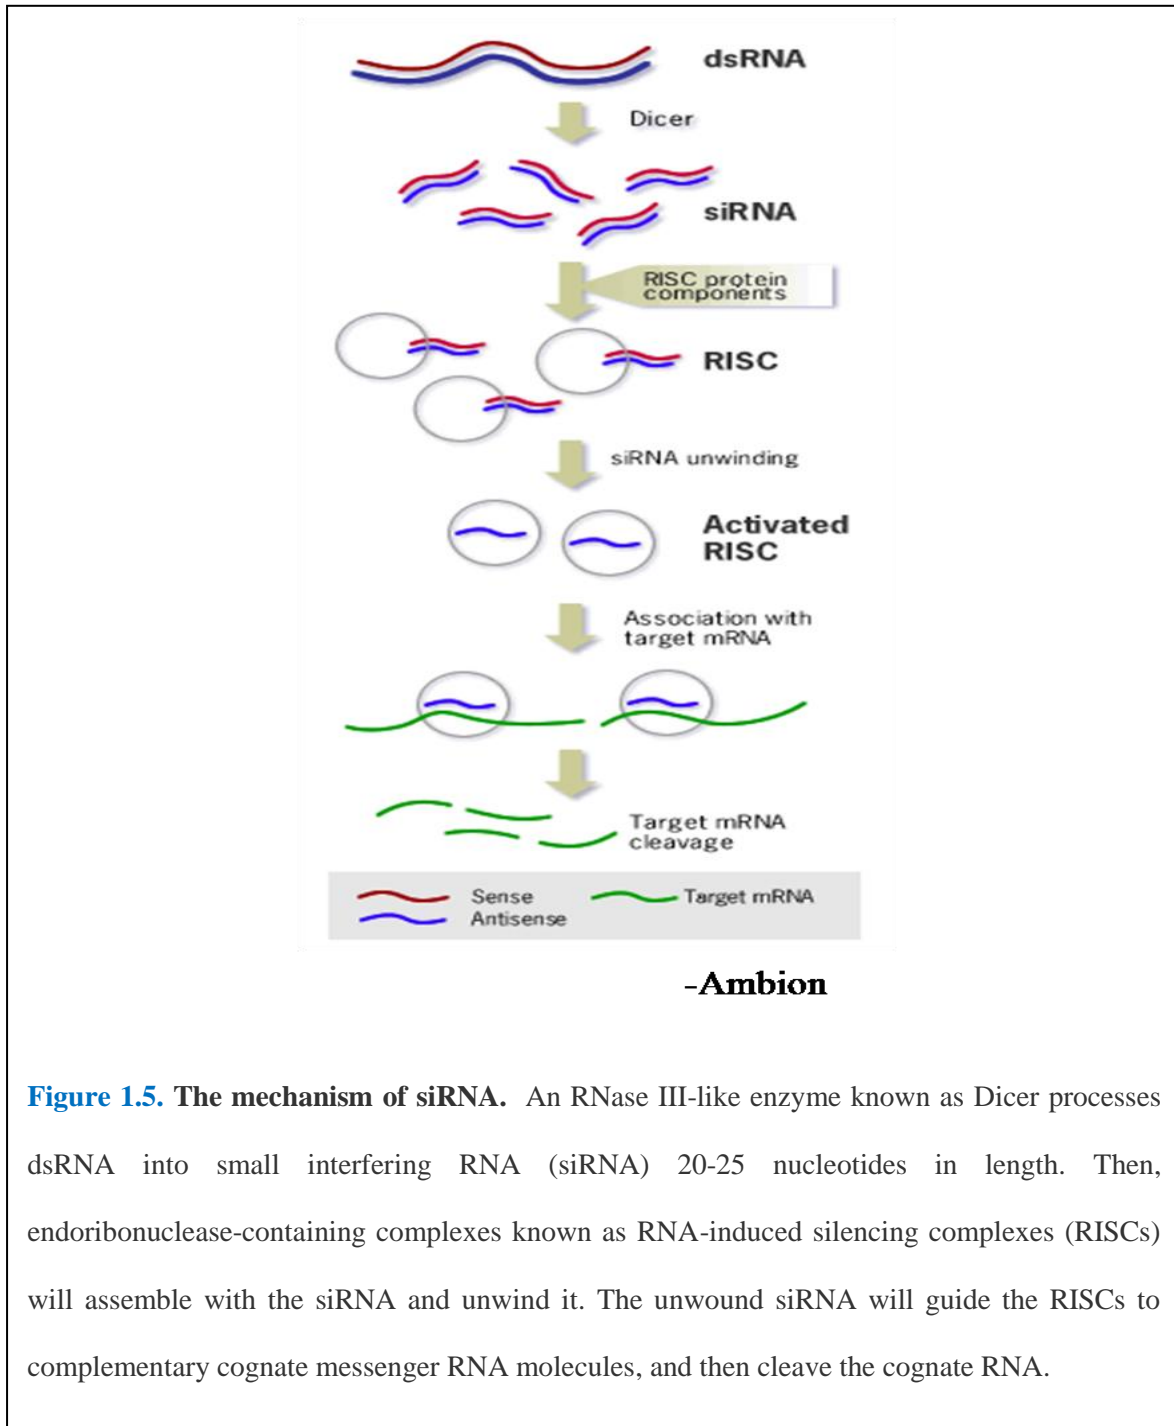 dsRNA
Dicer
siRNA
RISC protein
components
RISC
siRNA unwinding
Activated
RISC
Association with
target mRNA
Target mRNA
cleavage
Sense
Target mRNA
Antisense
-Ambion
Figure 1.5. The mechanism of siRNA. An RNase III-like enzyme known as Dicer processes
dsRNA into small interfering RNA (siRNA) 20-25 nucleotides in length. Then,
endoribonuclease-containing complexes known as RNA-induced silencing complexes (RISCs)
will assemble with the siRNA and unwind it. The unwound siRNA will guide the RISCs to
complementary cognate messenger RNA molecules, and then cleave the cognate RNA.